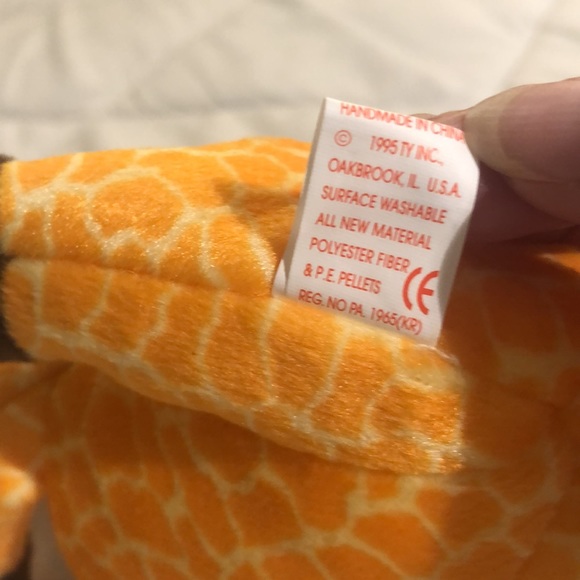 HANDMADE IN CHINA
© 1995 TY INC.,
OAKBROOK, IL. U.S.A.
SURFACE WASHABLE
ALL NEW MATERIAL
POLYESTER FIBER
& P.E. PELLETS CE
REG. NO PA. 1965(KR)